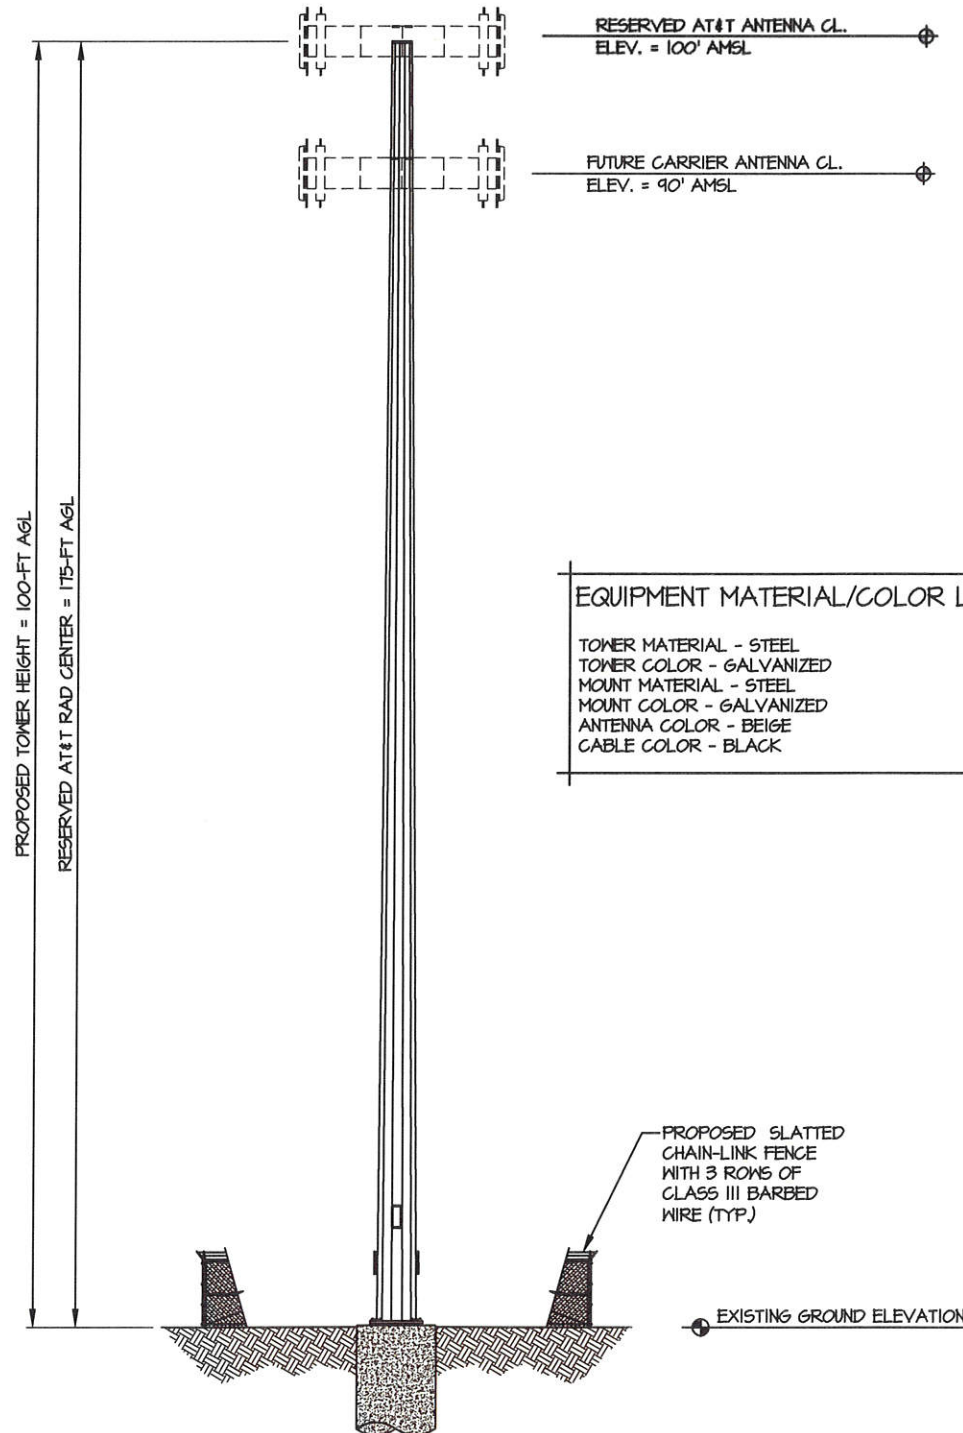 RESERVED AT&T ANTENNA CL.
ELEV. = 100' AMSL
FUTURE CARRIER ANTENNA CL.
ELEV. = 90' AMSL
PROPOSED TOWER HEIGHT = 100-FT AGL
RESERVED AT&T RAD CENTER = 175-FT AGL
EQUIPMENT MATERIAL/COLOR L
TOWER MATERIAL - STEEL
TOWER COLOR - GALVANIZED
MOUNT MATERIAL - STEEL
MOUNT COLOR - GALVANIZED
ANTENNA COLOR - BEIGE
CABLE COLOR - BLACK
PROPOSED SLATTED
CHAIN-LINK FENCE
WITH 3 ROWS OF
CLASS III BARBED
WIRE (TYP.)
EXISTING GROUND ELEVATION